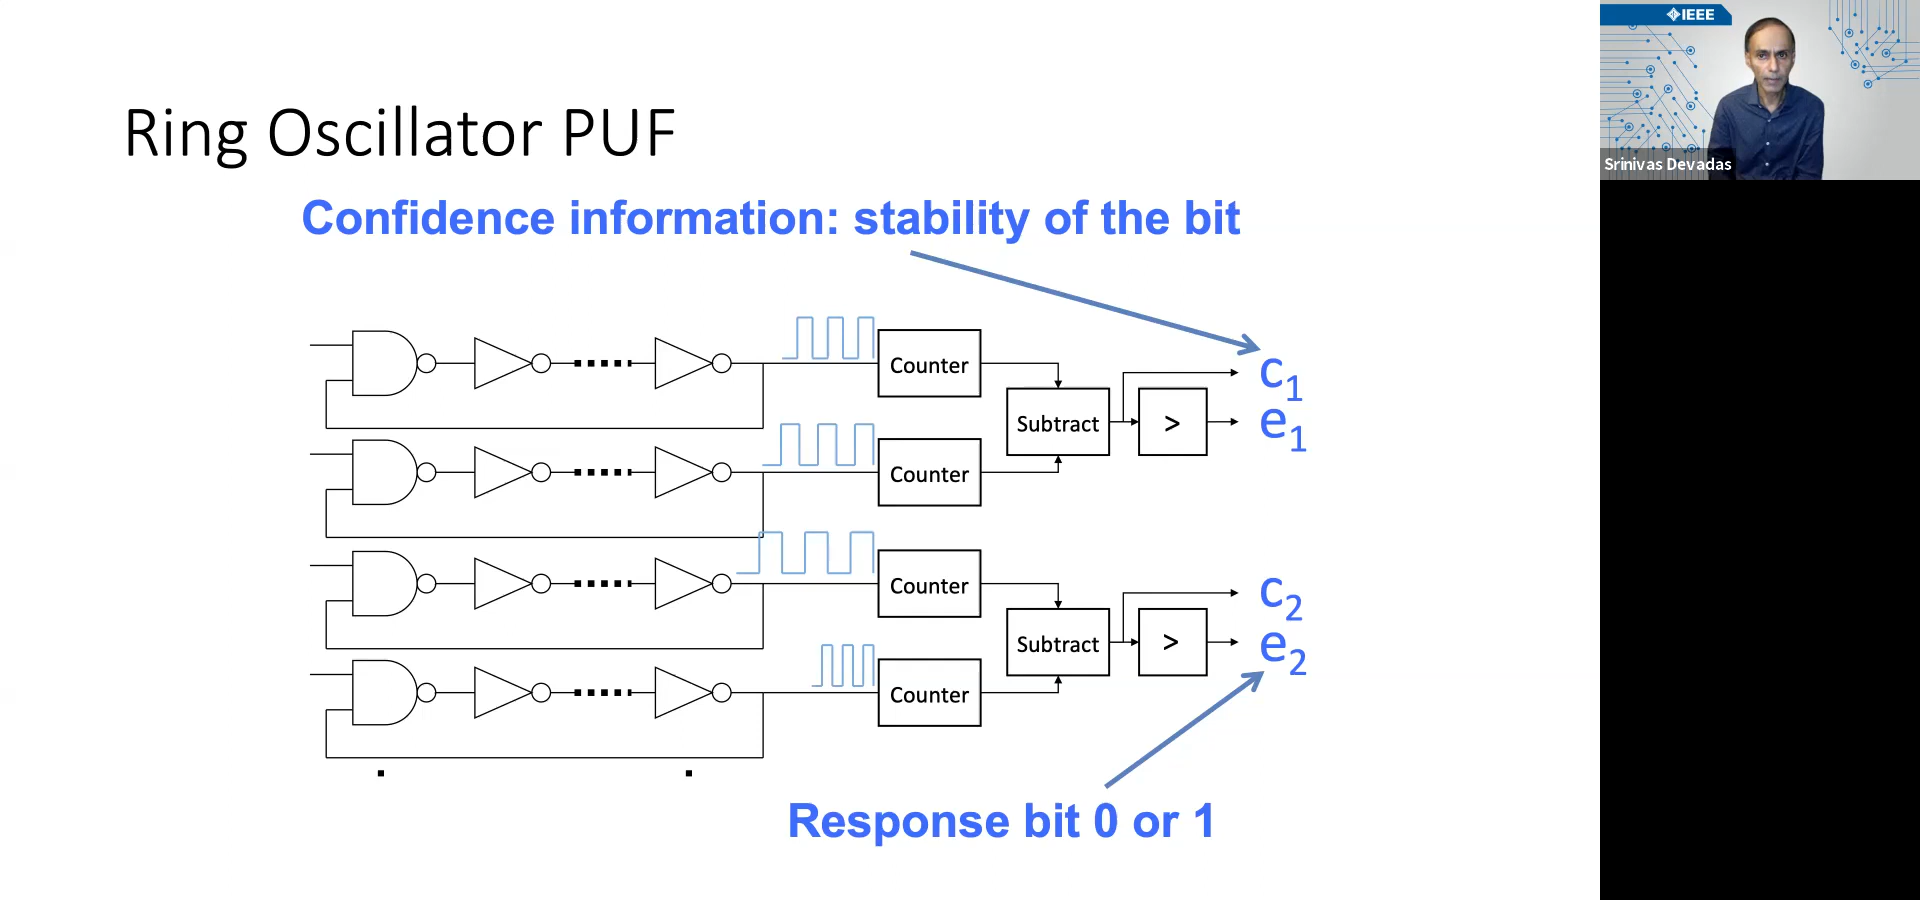 IEEE
Srinivas Devadas
Ring Oscillator PUF
Confidence information: stability of the bit
Counter
Subtract
>
c1
e1
Counter
Counter
Subtract
>
c2
e2
Counter
Response bit 0 or 1